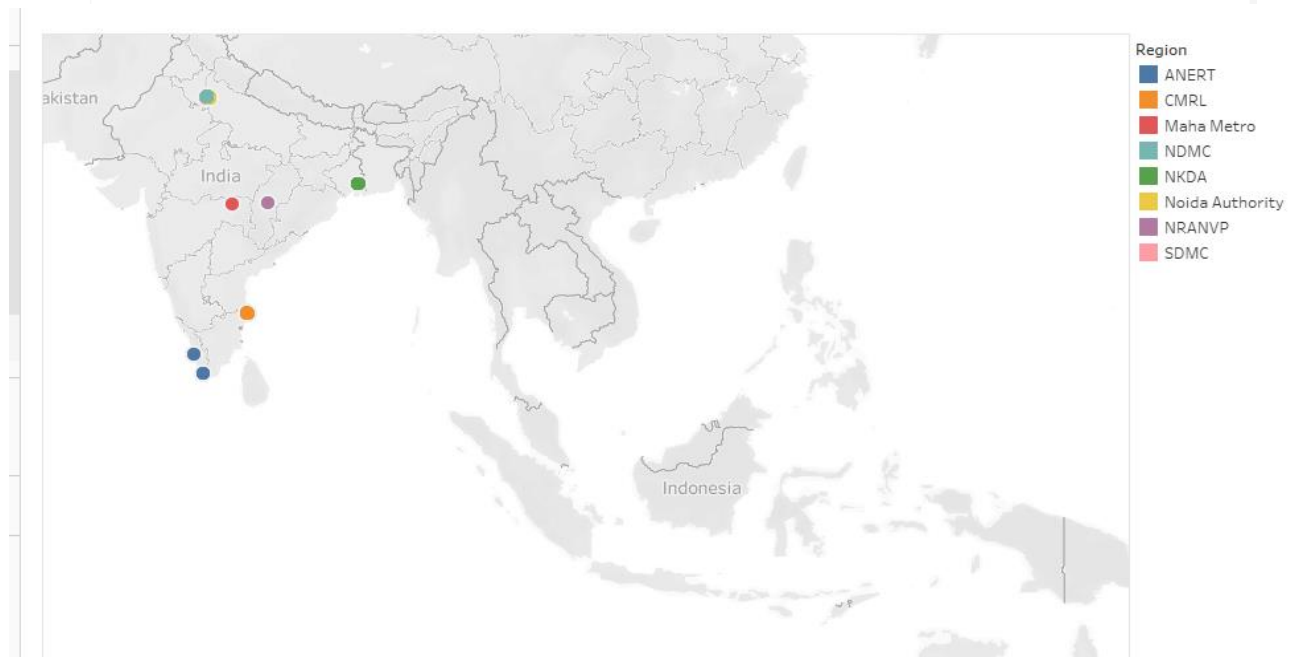 akistan
India
Indonesia
Region
ANERT
CMRL
Maha Metro
NDMC
NKDA
Noida Authority
NRANVP
SDMC